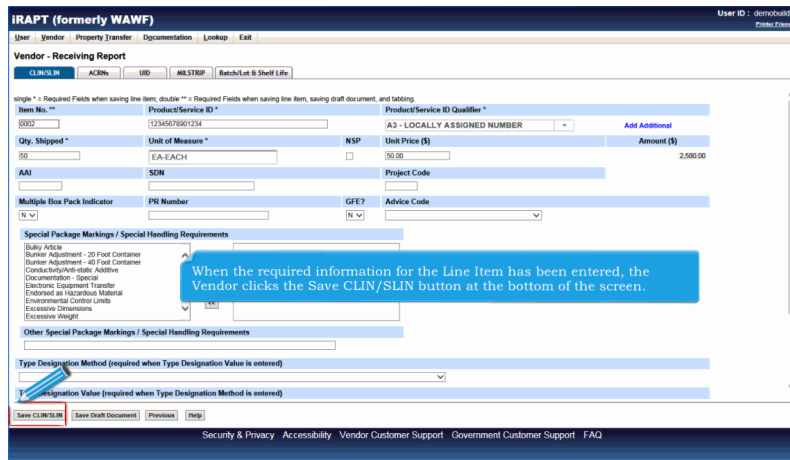 iRAPT (formerly WAWF)
User ID : demobuild
Printer Frien
User Vendor Property Transfer Documentation Lookup Exit
Vendor - Receiving Report
CLIN/SLIN ACRNs UID MILSTRIP Batch/Lot & Shelf Life
single * = Required Fields when saving line item; double ** = Required Fields when saving line item, saving draft document, and tabbing.
Item No. ** Product/Service ID * Product/Service ID Qualifier *
0002 12345678901234 A3 - LOCALLY ASSIGNED NUMBER Add Additional
Qty. Shipped * Unit of Measure * NSP Unit Price ($) Amount ($)
50 EA-EACH 50.00 2,500.00
AAI SDN Project Code
Multiple Box Pack Indicator PR Number GFE? Advice Code
N N
Special Package Markings / Special Handling Requirements
Bulky Article
Bunker Adjustment - 20 Foot Container
Bunker Adjustment - 40 Foot Container
Conductivity/Anti-static Additive
Documentation - Special
Electronic Equipment Transfer
Endorsed as Hazardous Material
Environmental Control Limits
Excessive Dimensions
Excessive Weight
<<
When the required information for the Line Item has been entered, the
Vendor clicks the Save CLIN/SLIN button at the bottom of the screen.
Other Special Package Markings / Special Handling Requirements
Type Designation Method (required when Type Designation Value is entered)
Designation Value (required when Type Designation Method is entered)
Save CLIN/SLIN Save Draft Document Previous Help
Security & Privacy Accessibility Vendor Customer Support Government Customer Support FAQ